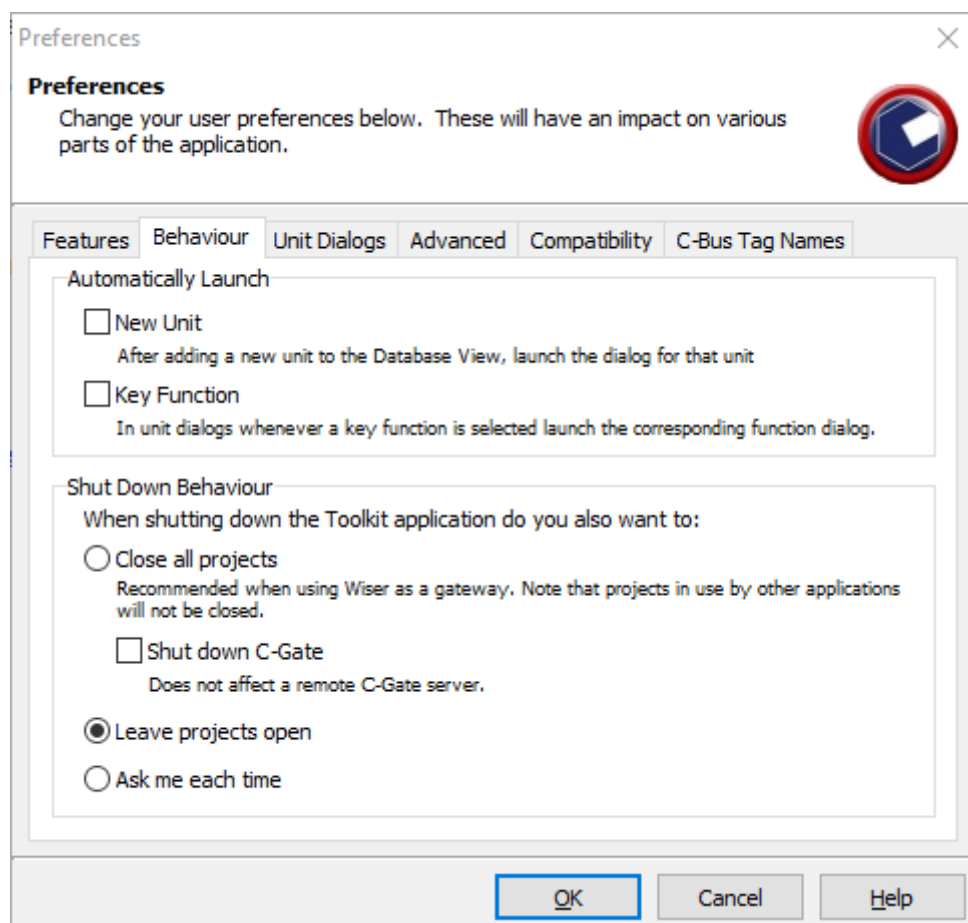 Preferences
Preferences
Change your user preferences below. These will have an impact on various
parts of the application.
Features Behaviour Unit Dialogs Advanced Compatibility C-Bus Tag Names
Automatically Launch
New Unit
After adding a new unit to the Database View, launch the dialog for that unit
Key Function
In unit dialogs whenever a key function is selected launch the corresponding function dialog.
Shut Down Behaviour
When shutting down the Toolkit application do you also want to:
Close all projects
Recommended when using Wiser as a gateway. Note that projects in use by other applications
will not be closed.
Shut down C-Gate
Does not affect a remote C-Gate server.
Leave projects open
Ask me each time
OK Cancel Help